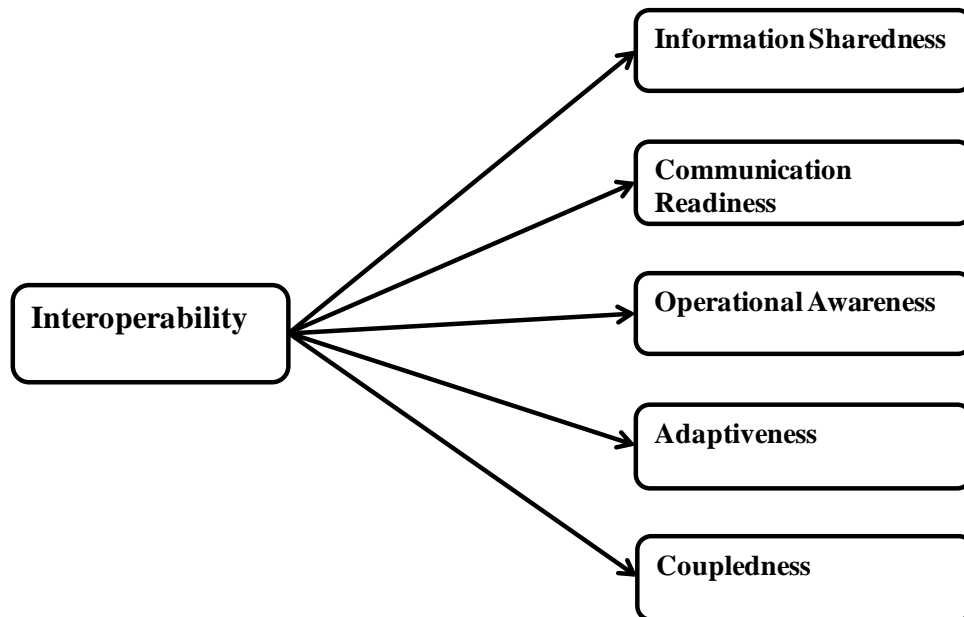 Information Sharedness
Communication
Readiness
Operational Awareness
Interoperability
Adaptiveness
Coupledness